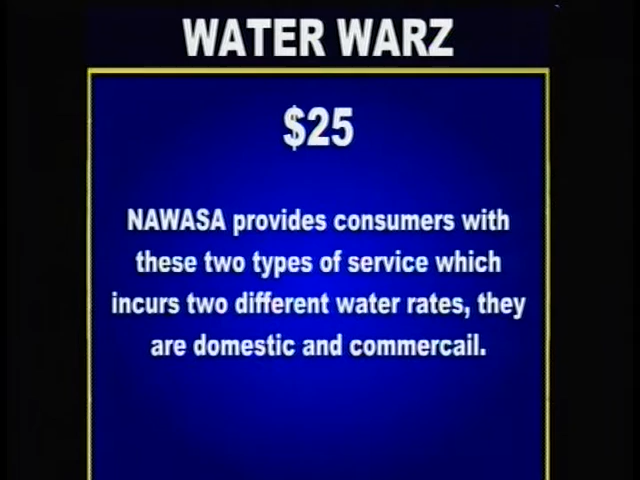 WATER WARZ
$25
NAWASA provides consumers with
these two types of service which
incurs two different water rates, they
are domestic and commercail.